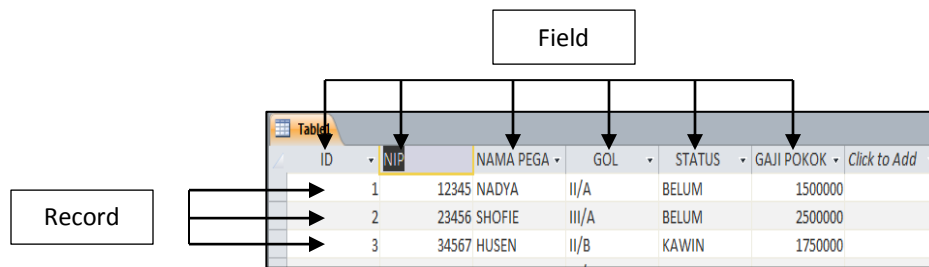 Field
Table1
ID NIP NAMA PEGA GOL STATUS GAJI POKOK Click to Add
1 12345 NADYA II/A BELUM 1500000
Record
2 23456 SHOFIE III/A BELUM 2500000
3 34567 HUSEN II/B KAWIN 1750000